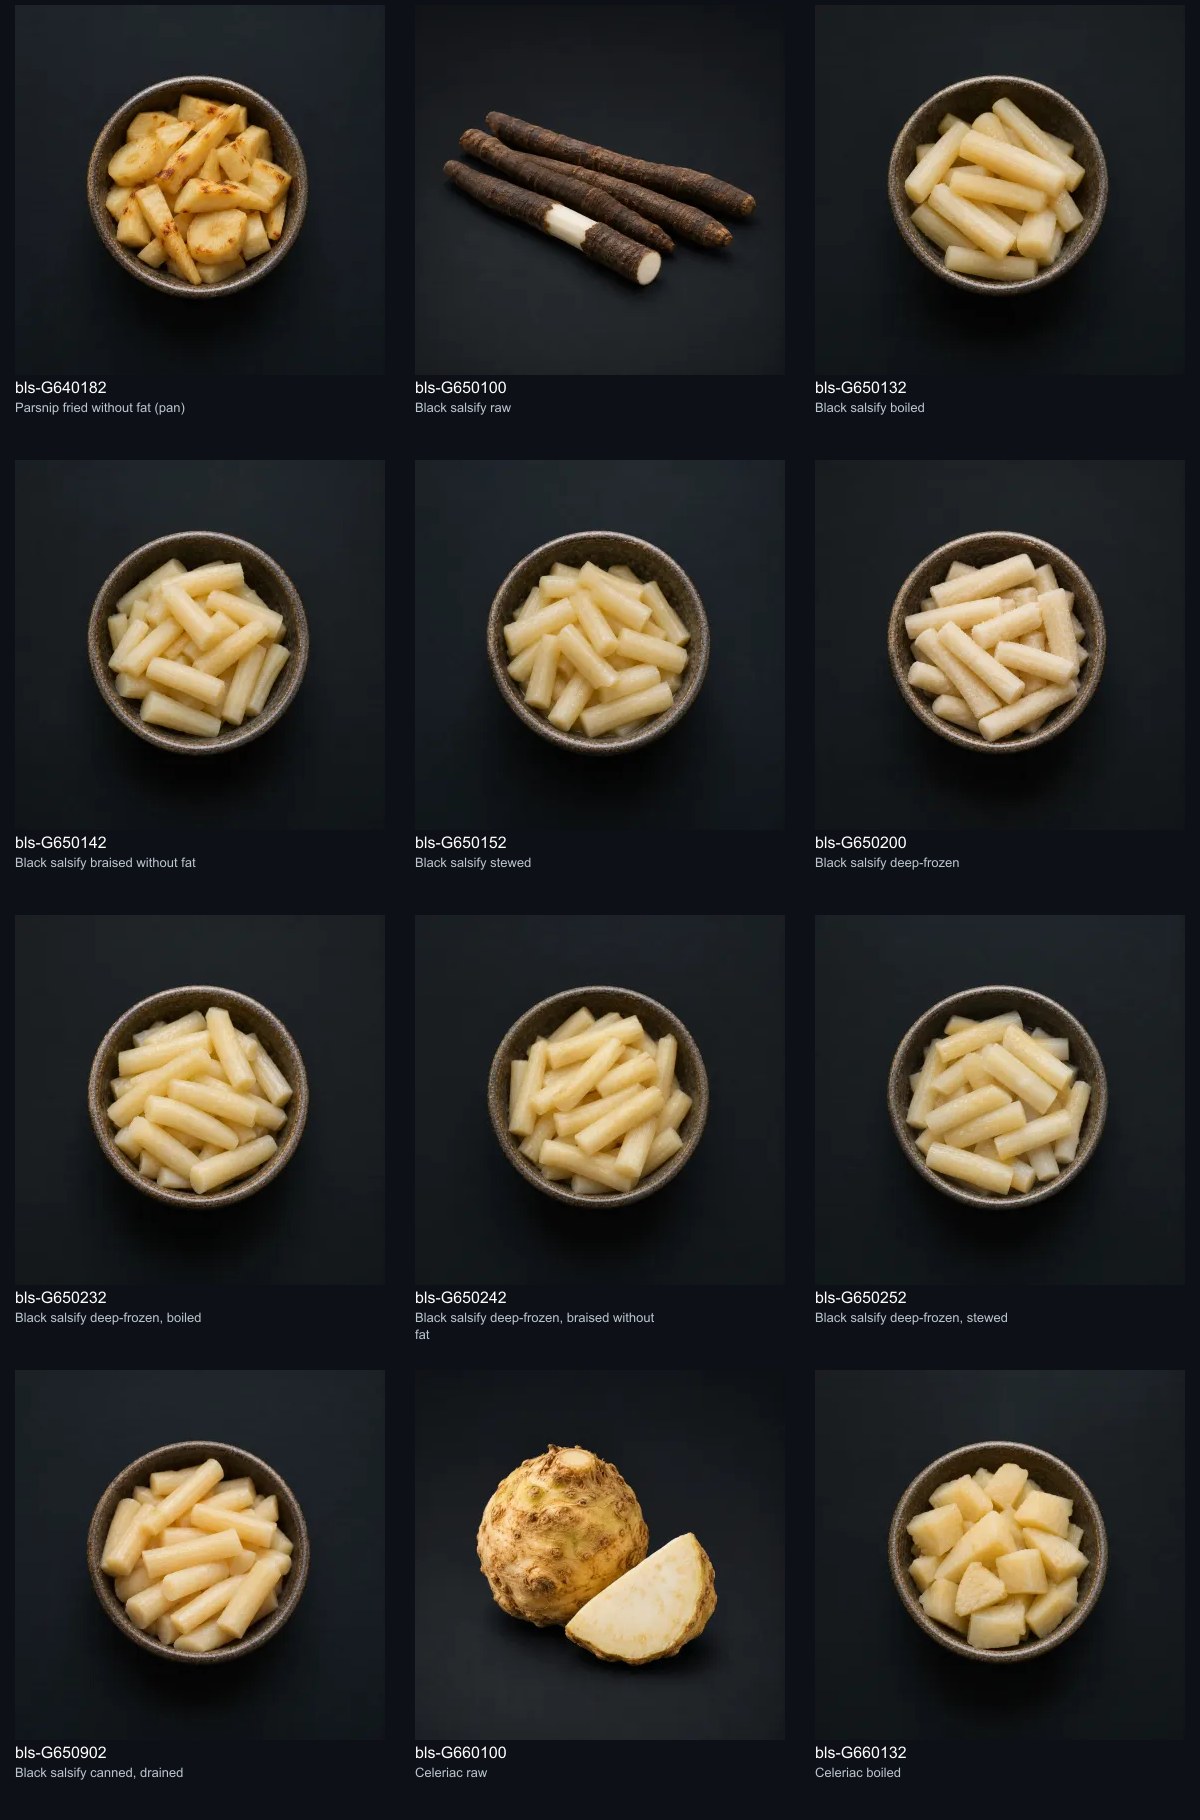 bls-G640182
Parsnip fried without fat (pan)
bls-G650100
Black salsify raw
bls-G650132
Black salsify boiled
bls-G650142
Black salsify braised without fat
bls-G650152
Black salsify stewed
bls-G650200
Black salsify deep-frozen
bls-G650232
Black salsify deep-frozen, boiled
bls-G650242
Black salsify deep-frozen, braised without
fat
bls-G650252
Black salsify deep-frozen, stewed
bls-G650902
Black salsify canned, drained
bls-G660100
Celeriac raw
bls-G660132
Celeriac boiled